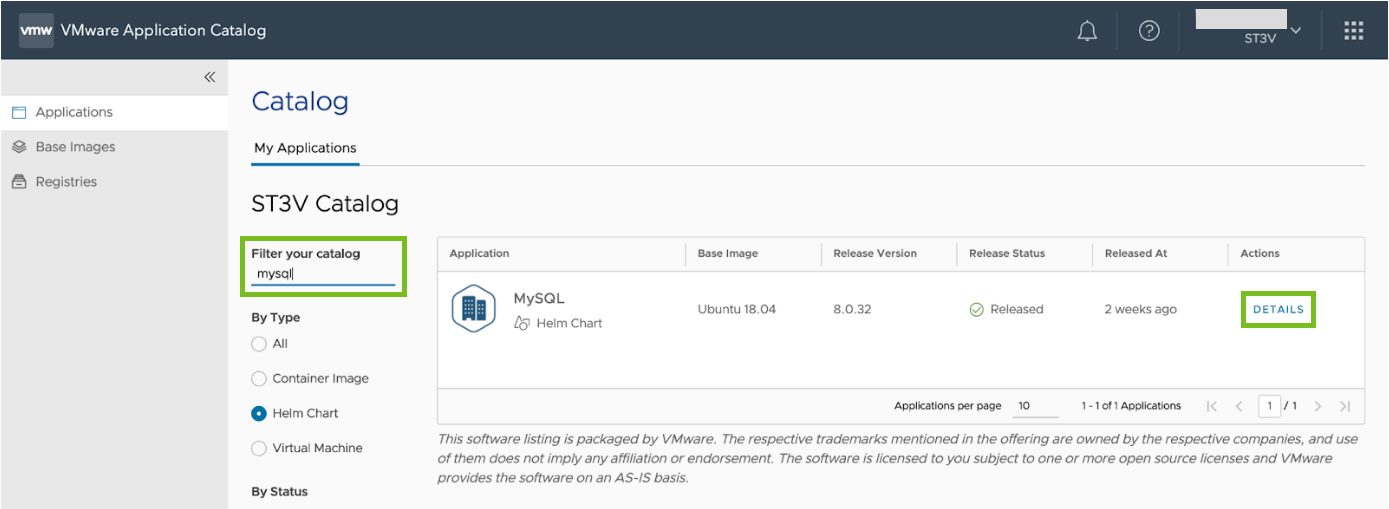 vmw VMware Application Catalog
ST3V
Applications
Base Images
Registries
Catalog
My Applications
ST3V Catalog
Filter your catalog
mysql
By Type
All
Container Image
Helm Chart
Virtual Machine
By Status
Application Base Image Release Version Release Status Released At Actions
MySQL
Helm Chart
Ubuntu 18.04 8.0.32 Released 2 weeks ago DETAILS
Applications per page 10 1 - 1 of 1 Applications 1 / 1
This software listing is packaged by VMware. The respective trademarks mentioned in the offering are owned by the respective companies, and use
of them does not imply any affiliation or endorsement. The software is licensed to you subject to one or more open source licenses and VMware
provides the software on an AS-IS basis.